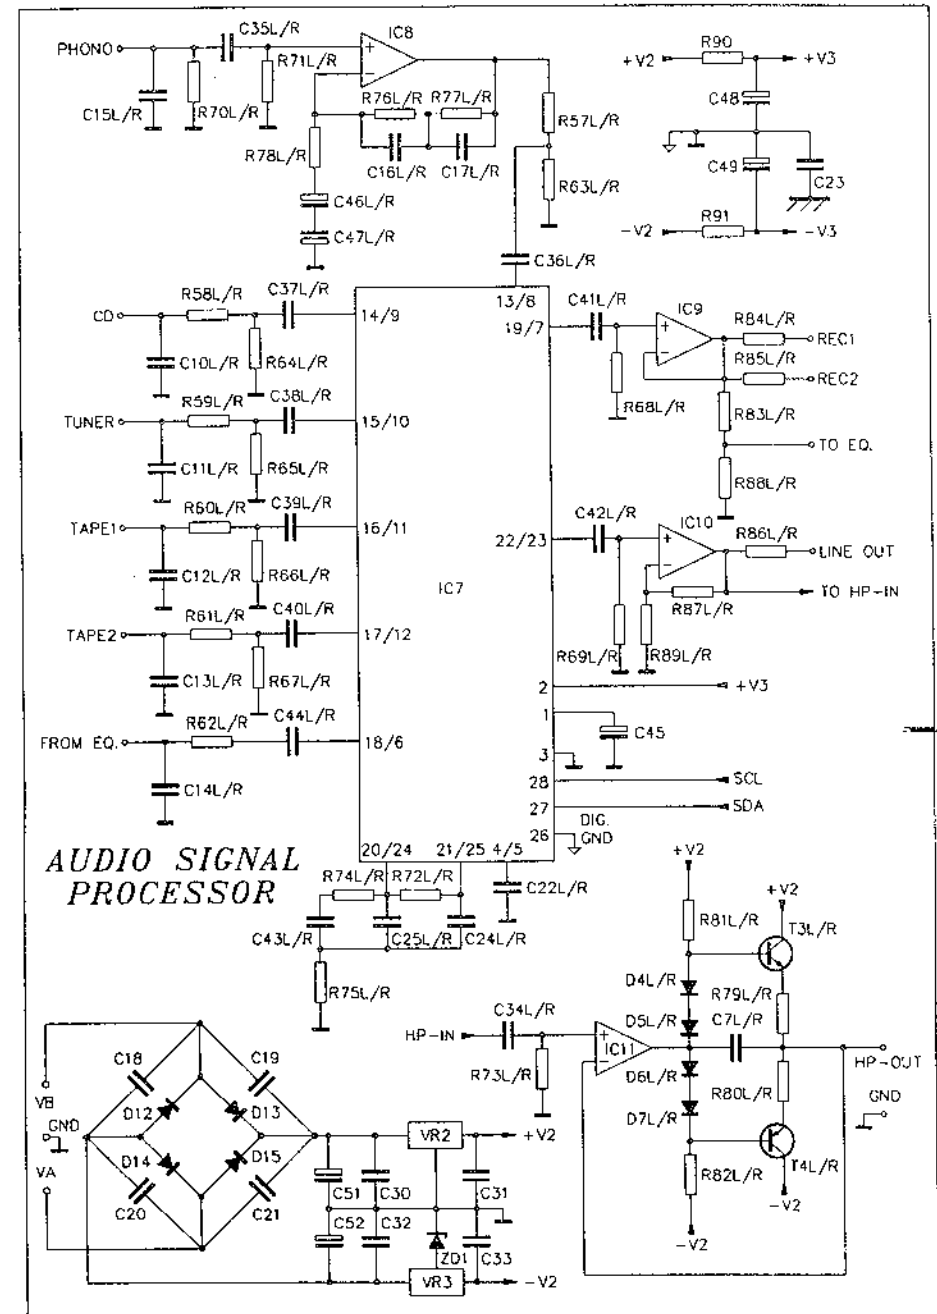 PHONO
C35L/R
IC8
R71L/R
C15L/R
R70L/R
R76L/R
R77L/R
R78L/R
C16L/R
C17L/R
R57L/R
R63L/R
C46L/R
C47L/R
C36L/R
R90
+V2
+V3
C48
C49
C23
R91
-V2
-V3
CD
R58L/R
C37L/R
14/9
13/8
19/7
C41L/R
IC9
R84L/R
REC1
R85L/R
REC2
C10L/R
R64L/R
R68L/R
R83L/R
TO EQ.
R88L/R
TUNER
R59L/R
C38L/R
15/10
C11L/R
R65L/R
TAPE1
R60L/R
C39L/R
16/11
C12L/R
R66L/R
22/23
C42L/R
IC10
R86L/R
LINE OUT
TO HP-IN
R87L/R
R69L/R
R89L/R
IC7
TAPE2
R61L/R
C40L/R
17/12
C13L/R
R67L/R
2
+V3
1
C45
3
FROM EQ.
R62L/R
C44L/R
18/6
C14L/R
28
SCL
27
SDA
26
DIG.
GND
20/24
21/25
4/5
AUDIO SIGNAL
PROCESSOR
R74L/R
R72L/R
C22L/R
C43L/R
C25L/R
C24L/R
R75L/R
+V2
+V2
R81L/R
T3L/R
D4L/R
R79L/R
C34L/R
D5L/R
C7L/R
HP-IN
IC11
HP-OUT
R73L/R
D6L/R
R80L/R
D7L/R
GND
R82L/R
T4L/R
-V2
-V2
C18
C19
VB
GND
VA
D12
D13
D14
D15
C20
C21
VR2
+V2
C51
C30
C31
C52
C32
ZD1
C33
VR3
-V2